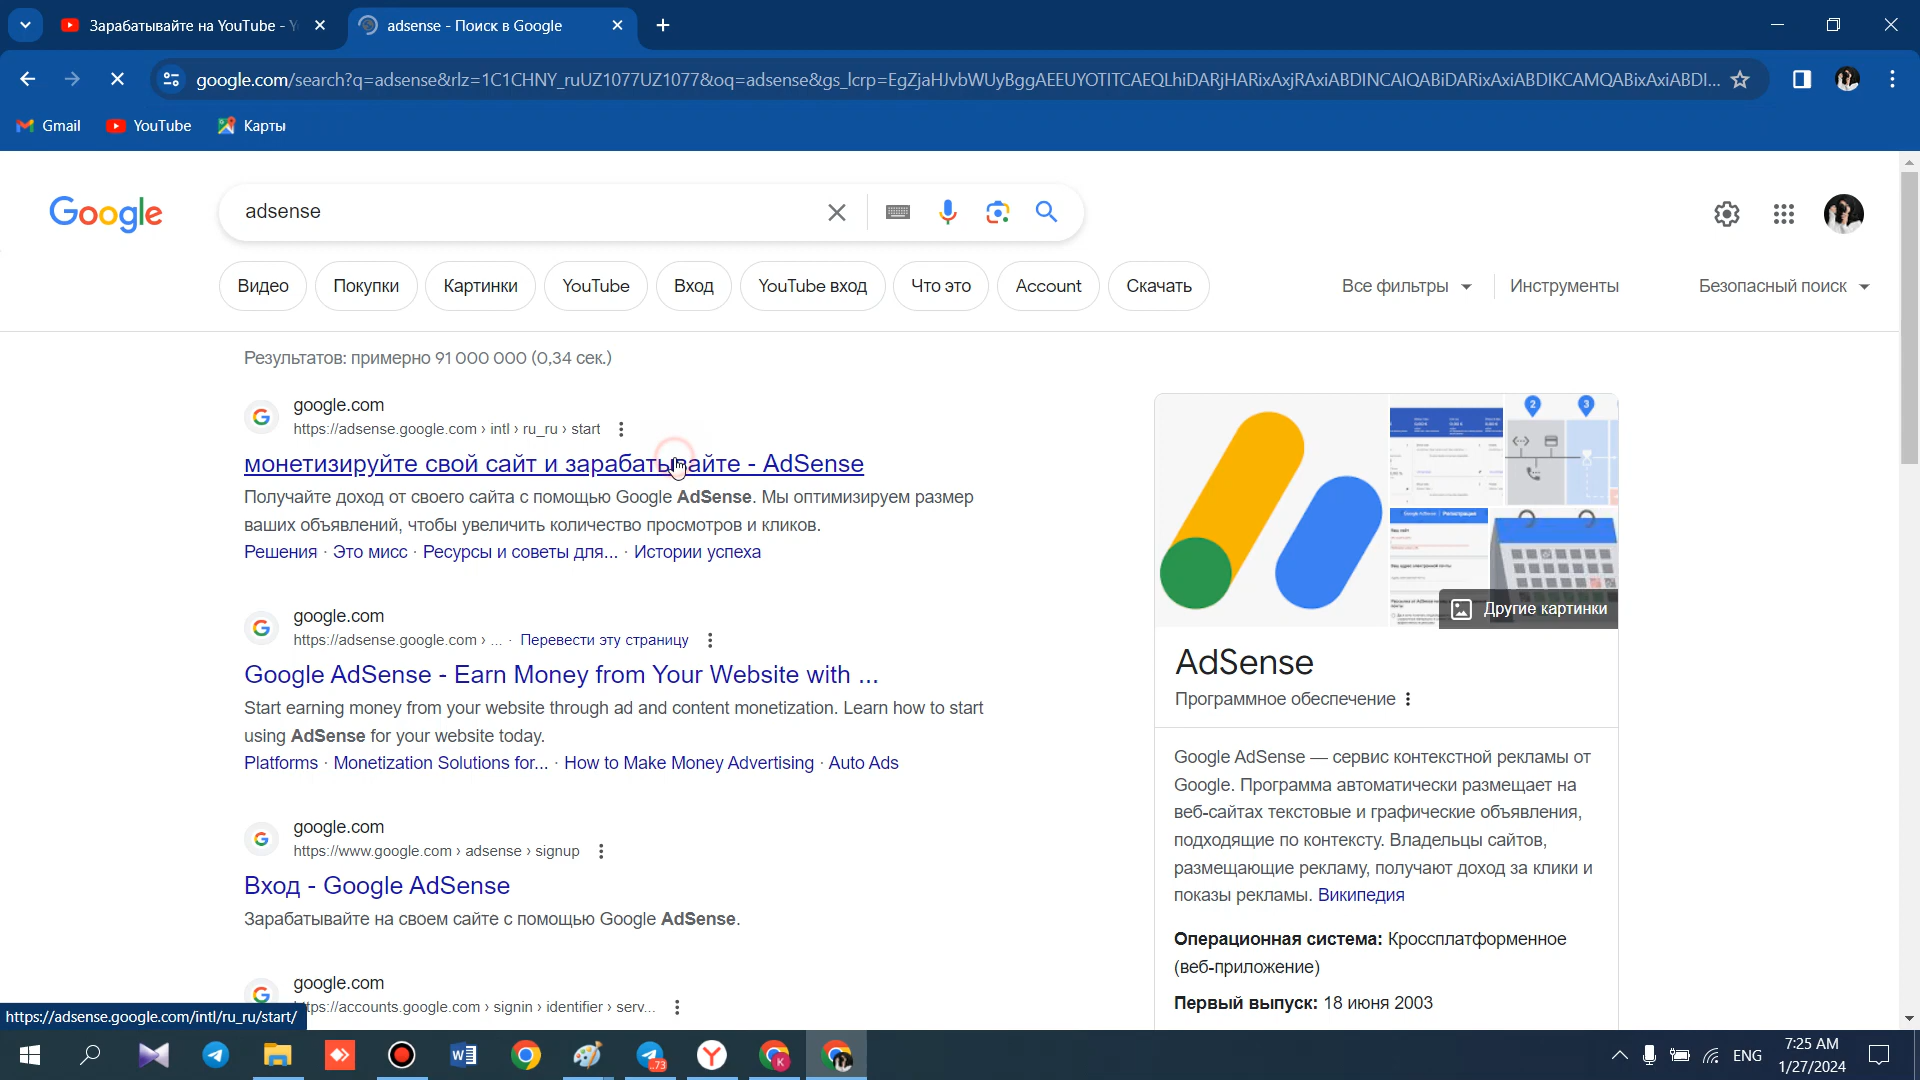 Зарабатывайте на YouTube - Y
adsense - Поиск в Google
google.com/search?q=adsense&rlz=1C1CHNY_ruUZ1077UZ1077&oq=adsense&gs_lcrp=EgZjaHJvbWUyBggAEEUYOTITCAEQLhiDARjHARixAxjRAxiABDINCAIQABiDARixAxiABDIKCAMQABixAxiABDI...
Gmail
YouTube
Карты
Google
adsense
Видео
Покупки
Картинки
YouTube
Вход
YouTube вход
Что это
Account
Скачать
Все фильтры
Инструменты
Безопасный поиск
Результатов: примерно 91 000 000 (0,34 сек.)
google.com
https://adsense.google.com › intl › ru_ru › start
монетизируйте свой сайт и зарабатывайте - AdSense
Получайте доход от своего сайта с помощью Google AdSense. Мы оптимизируем размер
ваших объявлений, чтобы увеличить количество просмотров и кликов.
Решения · Это мисс · Ресурсы и советы для... · Истории успеха
google.com
https://adsense.google.com › ... · Перевести эту страницу
Google AdSense - Earn Money from Your Website with ...
Start earning money from your website through ad and content monetization. Learn how to start
using AdSense for your website today.
Platforms · Monetization Solutions for... · How to Make Money Advertising · Auto Ads
google.com
https://www.google.com › adsense › signup
Вход - Google AdSense
Зарабатывайте на своем сайте с помощью Google AdSense.
google.com
tps://accounts.google.com › signin › identifier › serv...
https://adsense.google.com/intl/ru_ru/start/
Другие картинки
AdSense
Программное обеспечение
Google AdSense — сервис контекстной рекламы от
Google. Программа автоматически размещает на
веб-сайтах текстовые и графические объявления,
подходящие по контексту. Владельцы сайтов,
размещающие рекламу, получают доход за клики и
показы рекламы. Википедия
Операционная система: Кроссплатформенное
(веб-приложение)
Первый выпуск: 18 июня 2003
73
K
ENG
7:25 AM
1/27/2024